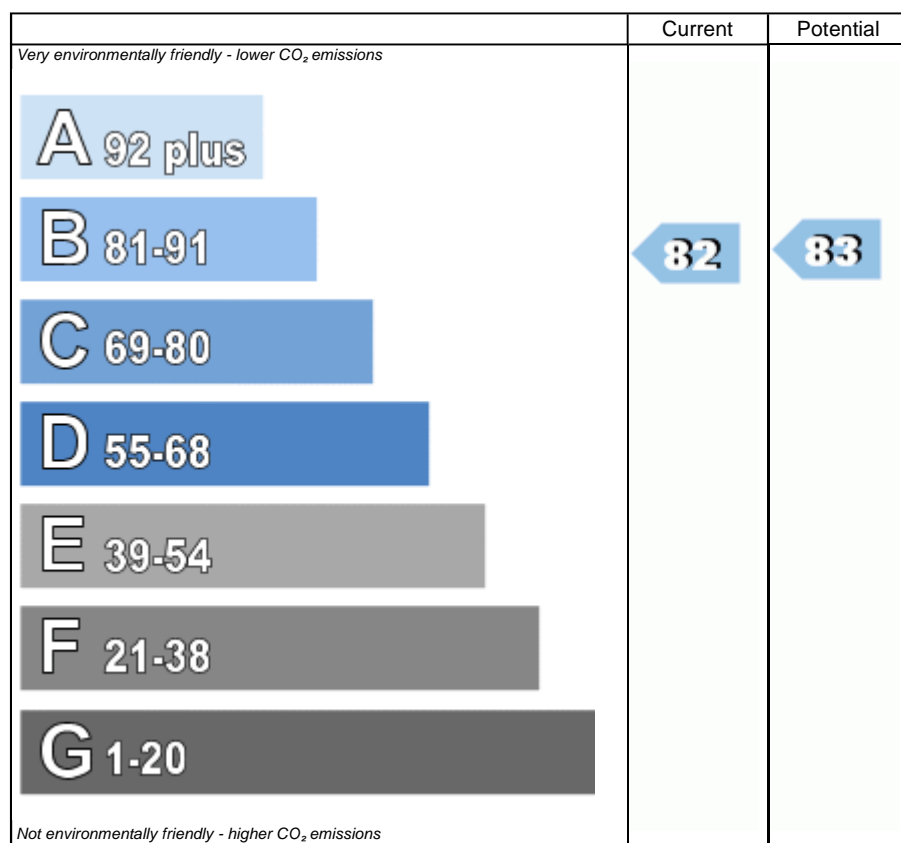 Current Potential
Very environmentally friendly - lower CO₂ emissions
A 92 plus
B 81-91 82 83
C 69-80
D 55-68
E 39-54
F 21-38
G 1-20
Not environmentally friendly - higher CO₂ emissions